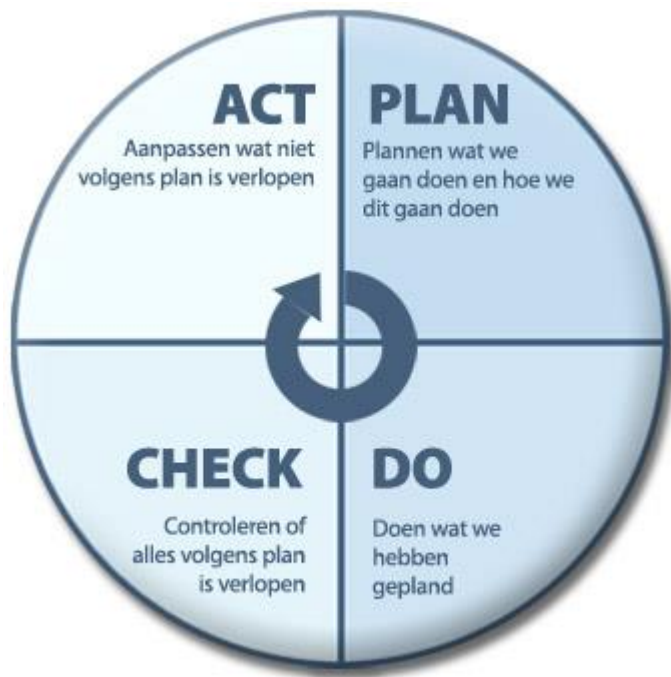 ACT
Aanpassen wat niet
volgens plan is verlopen
PLAN
Plannen wat we
gaan doen en hoe we
dit gaan doen
CHECK
Controleren of
alles volgens plan
is verlopen
DO
Doen wat we
hebben
gepland